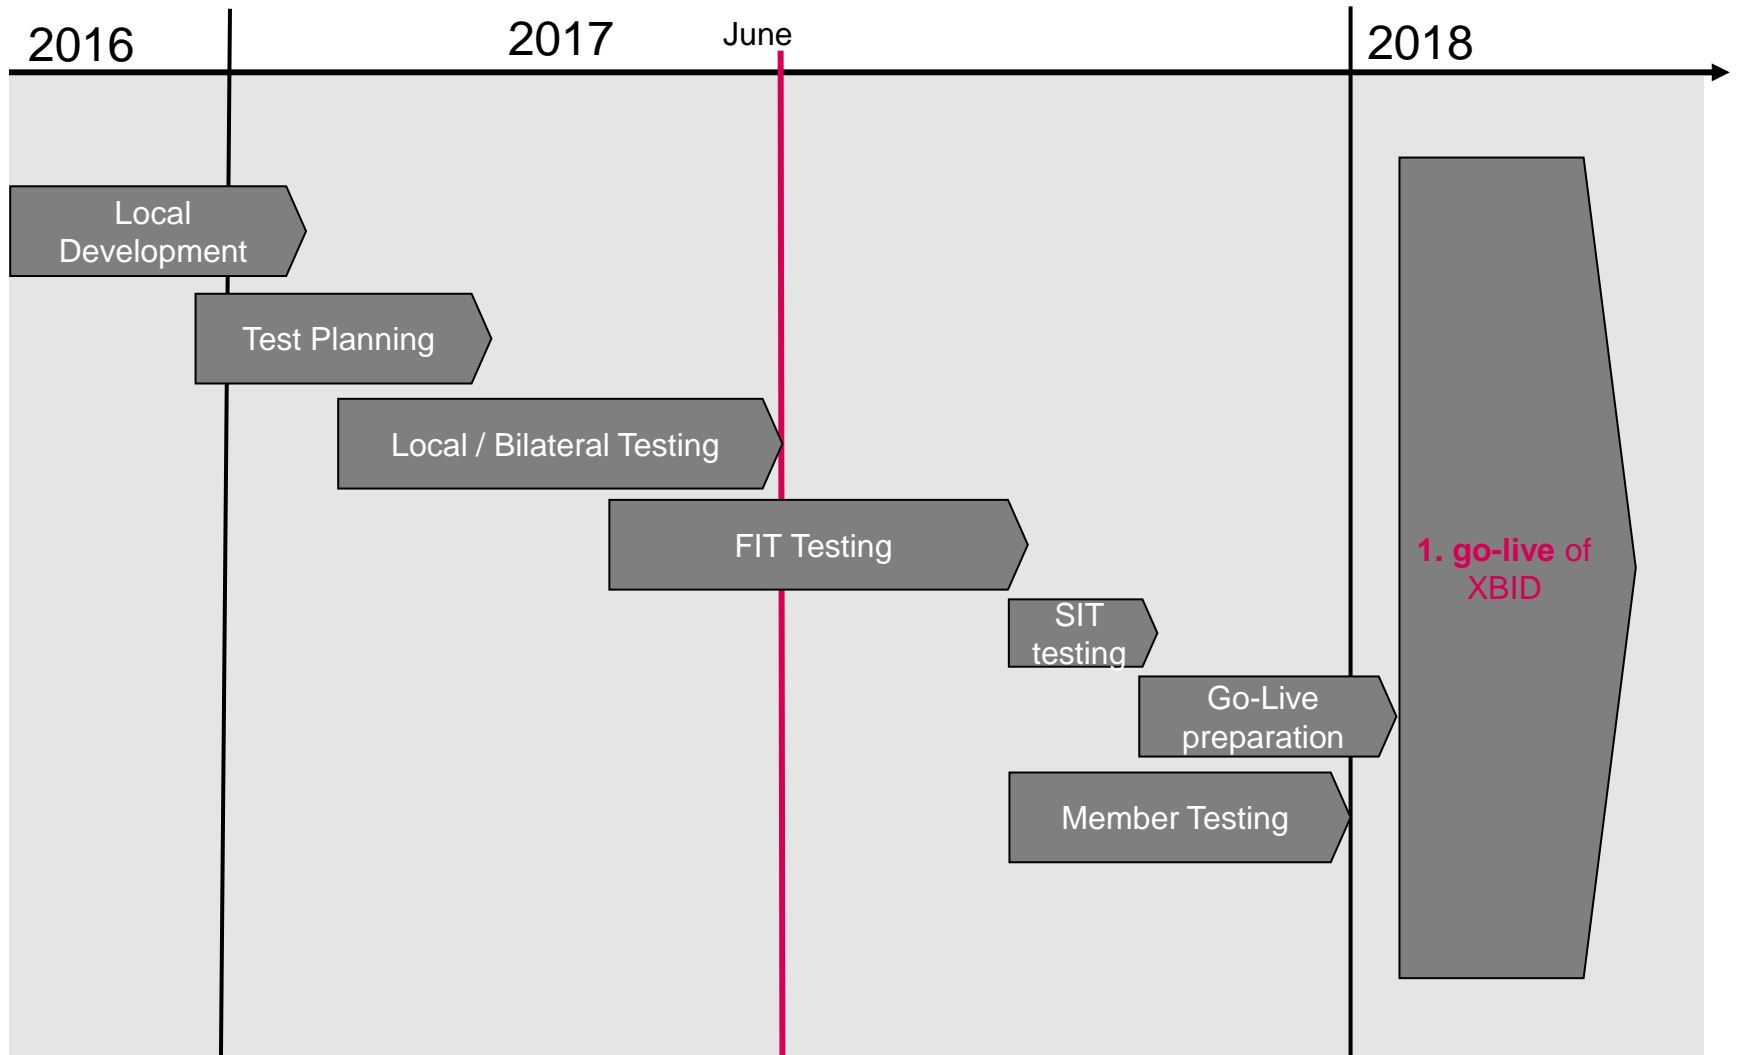 2016
2017
June
2018
Local
Development
Test Planning
Local / Bilateral Testing
FIT Testing
1. go-live of
XBID
SIT
testing
Go-Live
preparation
Member Testing